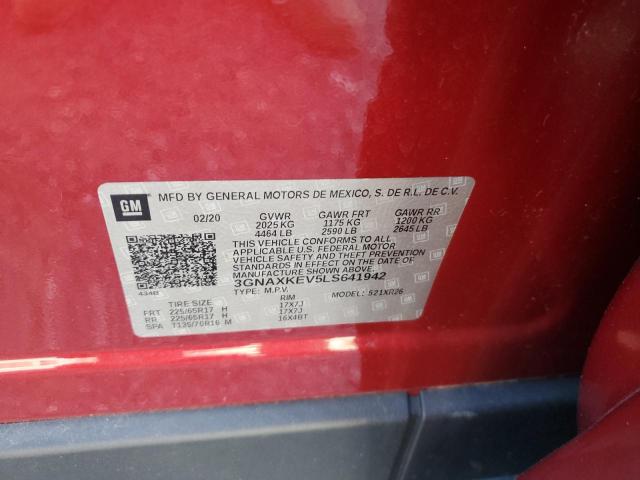 GM
MFD BY GENERAL MOTORS DE MEXICO, S. DE R.L. DE C.V.
02/20 GVWR GAWR FRT GAWR RR
2025 KG 1175 KG 1200 KG
4464 LB 2590 LB 2645 LB
THIS VEHICLE CONFORMS TO ALL
APPLICABLE U.S. FEDERAL MOTOR
VEHICLE SAFETY AND THEFT PREVENTION
STANDARDS IN EFFECT ON THE DATE OF
MANUFACTURE SHOWN ABOVE.
3GNAXKEV5LS641942
434B TYPE: M.P.V. MODEL: 521XR26
TIRE SIZE RIM
FRT 225/65R17 H 17X7J
RR 225/65R17 H 17X7J
SPA T135/70R16 M 16X4BT